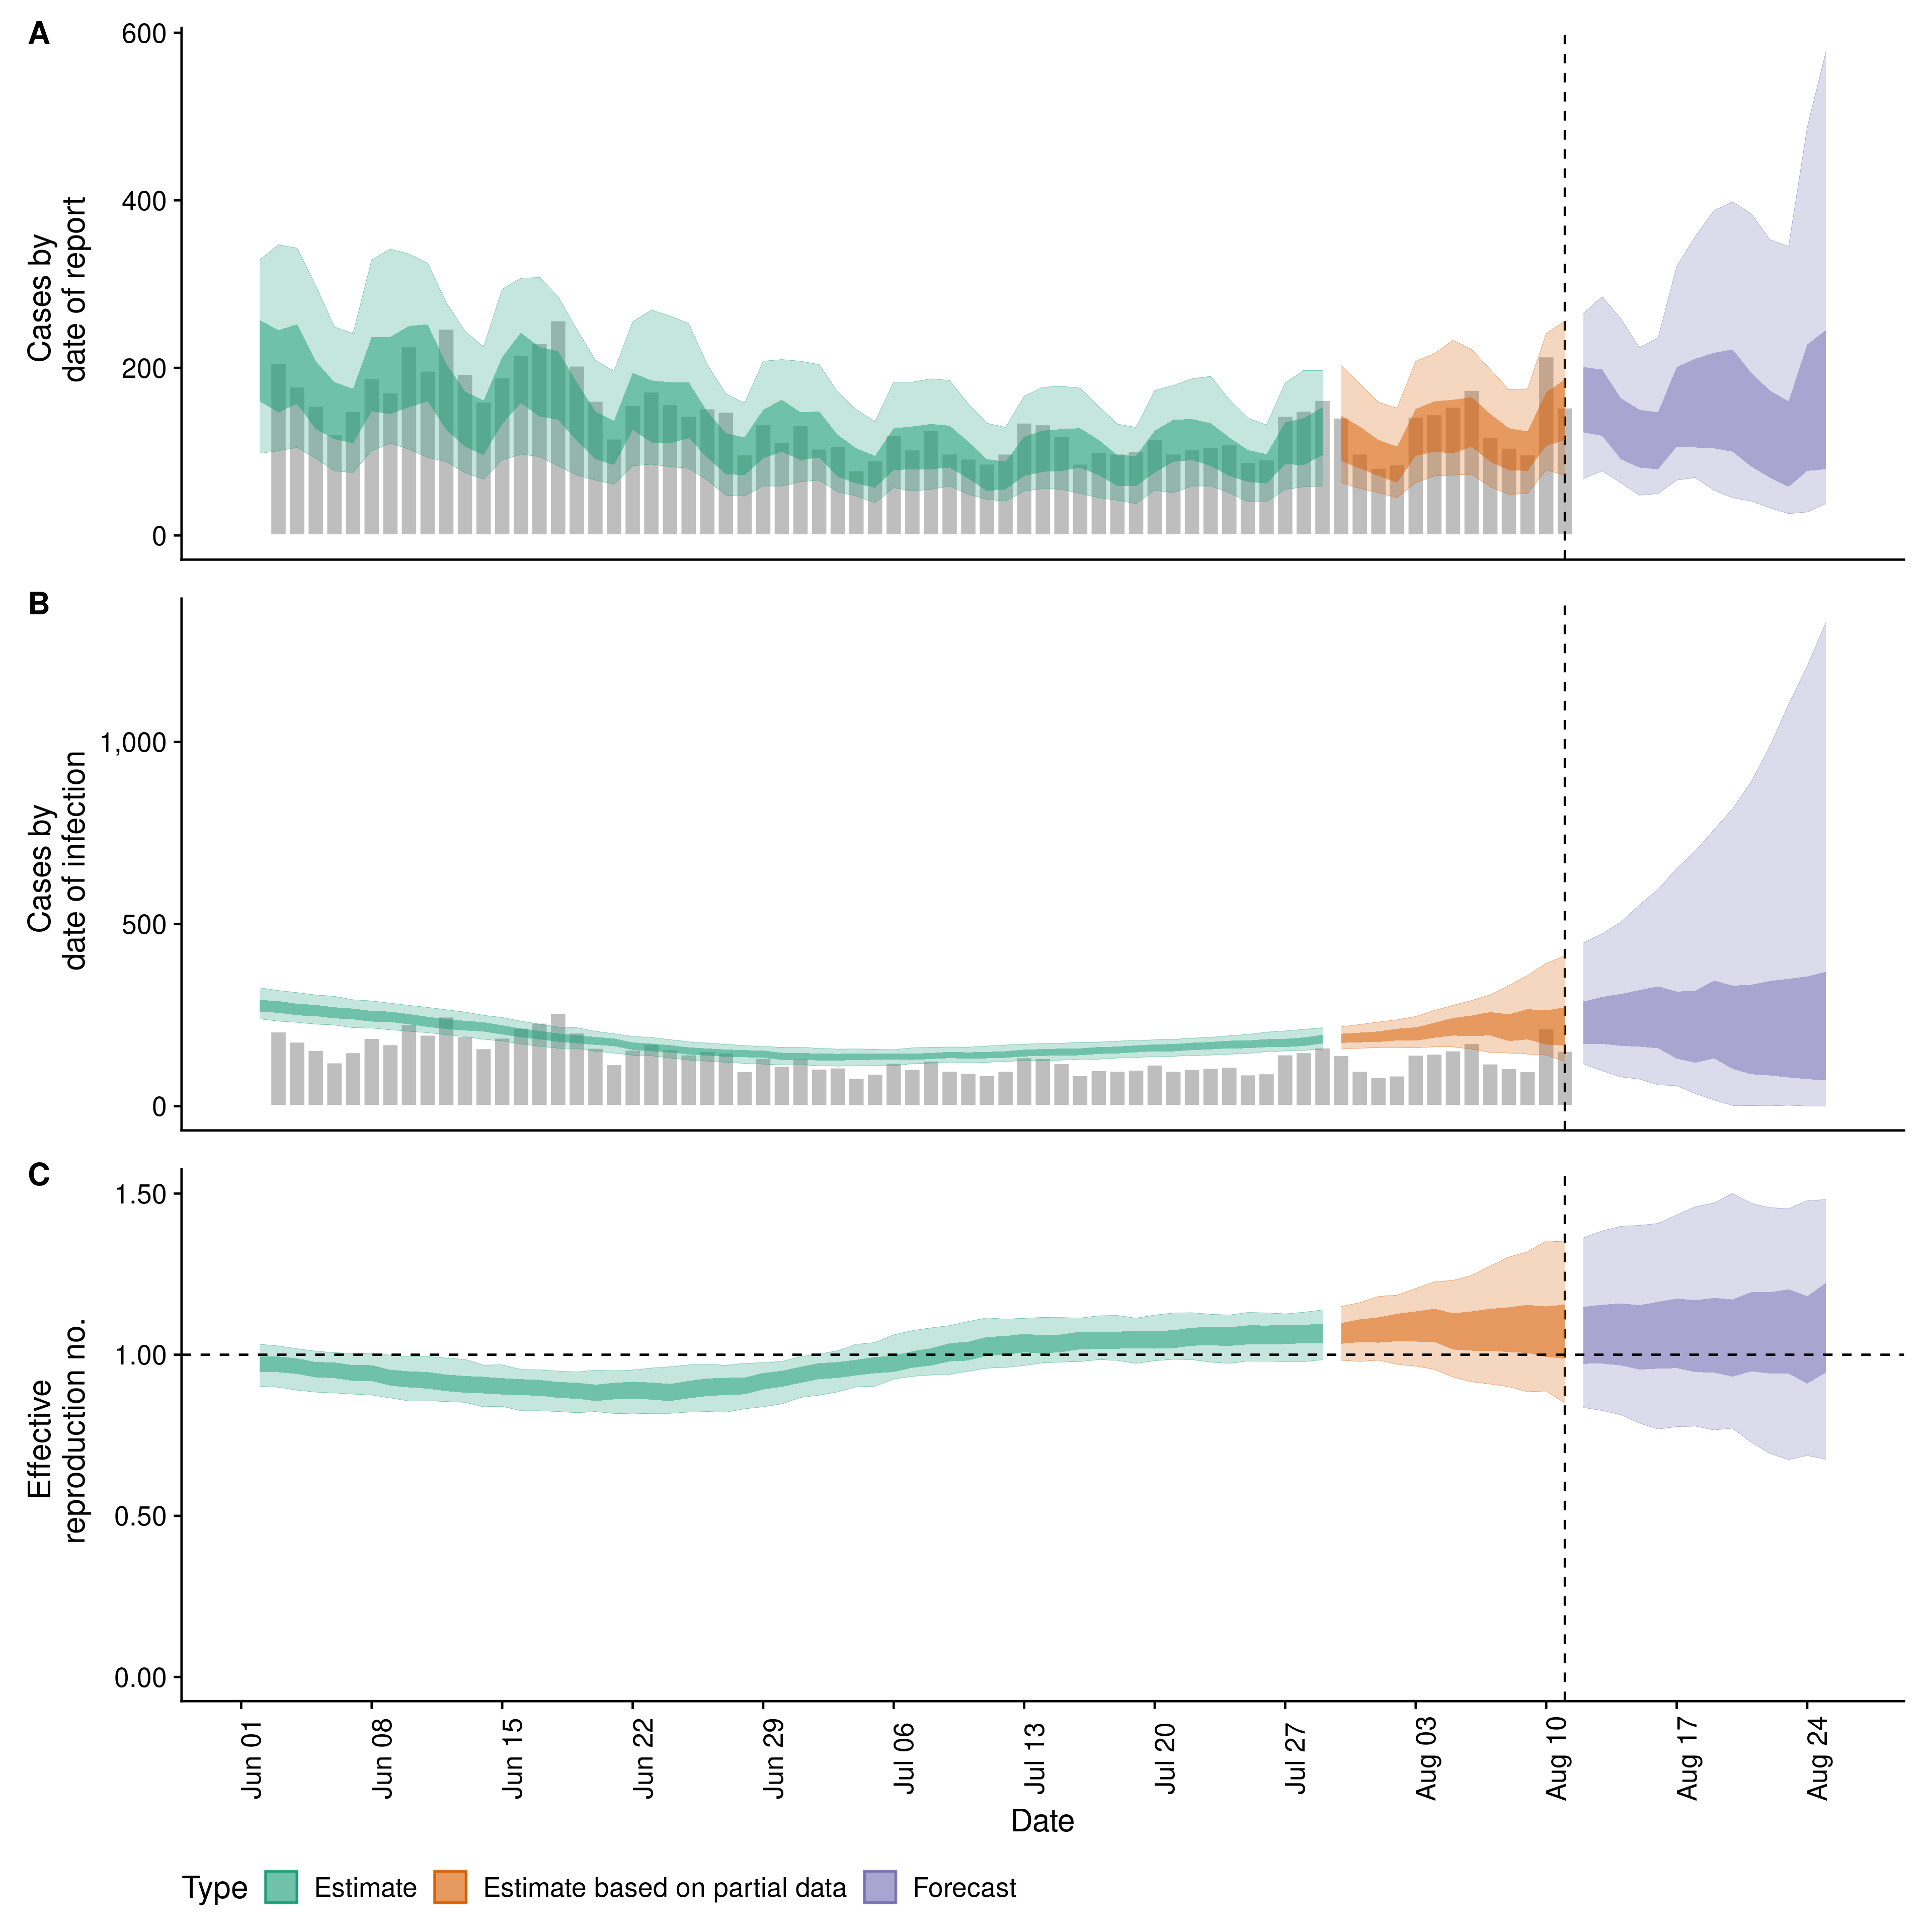 A
600
400
200
0
Cases by
date of report
B
1,000
500
0
Cases by
date of infection
C
1.50
1.00
0.50
0.00
Effective
reproduction no.
Jun 01
Jun 08
Jun 15
Jun 22
Jun 29
Jul 06
Jul 13
Jul 20
Jul 27
Aug 03
Aug 10
Aug 17
Aug 24
Date
Type Estimate Estimate based on partial data Forecast